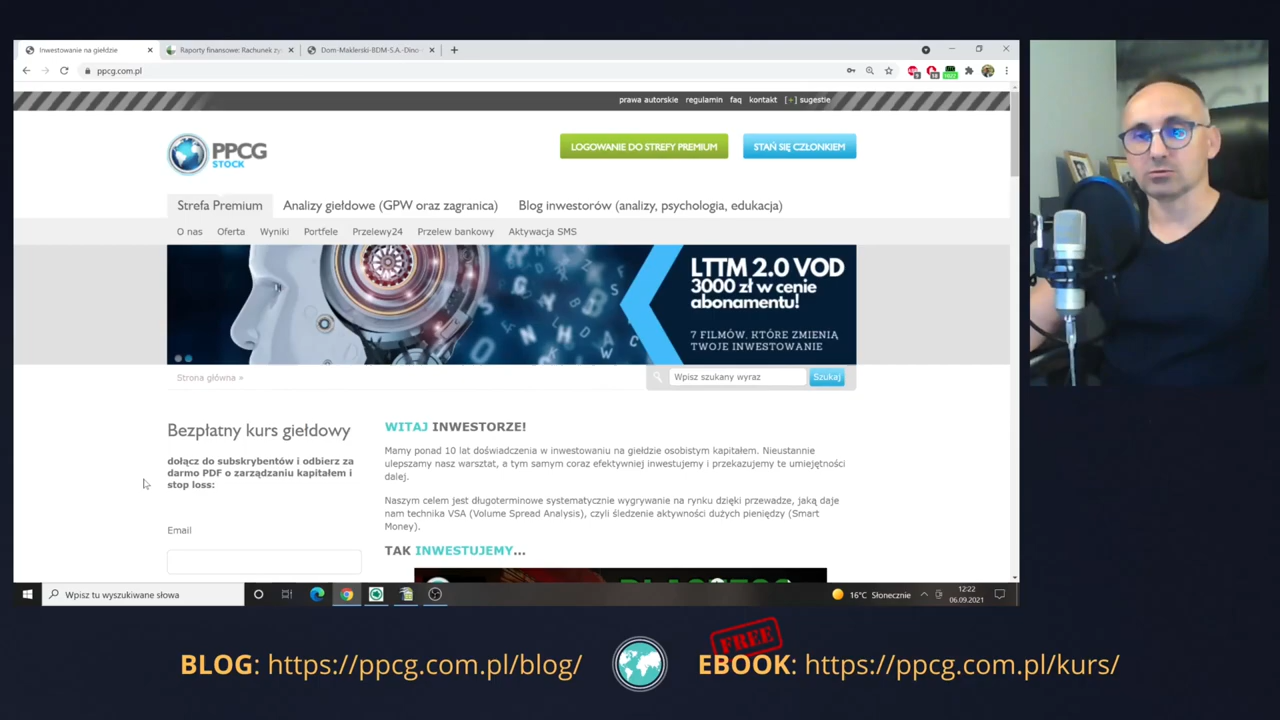 Inwestowanie na giełdzie
Raporty finansowe: Rachunek zy
Dom-Maklerski-BDM-S.A.-Dino -
ppcg.com.pl
prawa autorskie regulamin faq kontakt [+] sugestie
PPCG
STOCK
LOGOWANIE DO STREFY PREMIUM
STAŃ SIĘ CZŁONKIEM
Strefa Premium Analizy giełdowe (GPW oraz zagranica) Blog inwestorów (analizy, psychologia, edukacja)
O nas Oferta Wyniki Portfele Przelewy24 Przelew bankowy Aktywacja SMS
LTTM 2.0 VOD
3000 zł w cenie
abonamentu!
7 FILMÓW, KTÓRE ZMIENIĄ
TWOJE INWESTOWANIE
Strona główna »
Wpisz szukany wyraz
Szukaj
Bezpłatny kurs giełdowy
dołącz do subskrybentów i odbierz za
darmo PDF o zarządzaniu kapitałem i
stop loss:
Email
WITAJ INWESTORZE!
Mamy ponad 10 lat doświadczenia w inwestowaniu na giełdzie osobistym kapitałem. Nieustannie
ulepszamy nasz warsztat, a tym samym coraz efektywniej inwestujemy i przekazujemy te umiejętności
dalej.
Naszym celem jest długoterminowe systematycznie wygrywanie na rynku dzięki przewadze, jaką daje
nam technika VSA (Volume Spread Analysis), czyli śledzenie aktywności dużych pieniędzy (Smart
Money).
TAK INWESTUJEMY...
Wpisz tu wyszukiwane słowa
16°C Słonecznie
12:22
06.09.2021
FREE
BLOG: https://ppcg.com.pl/blog/
EBOOK: https://ppcg.com.pl/kurs/